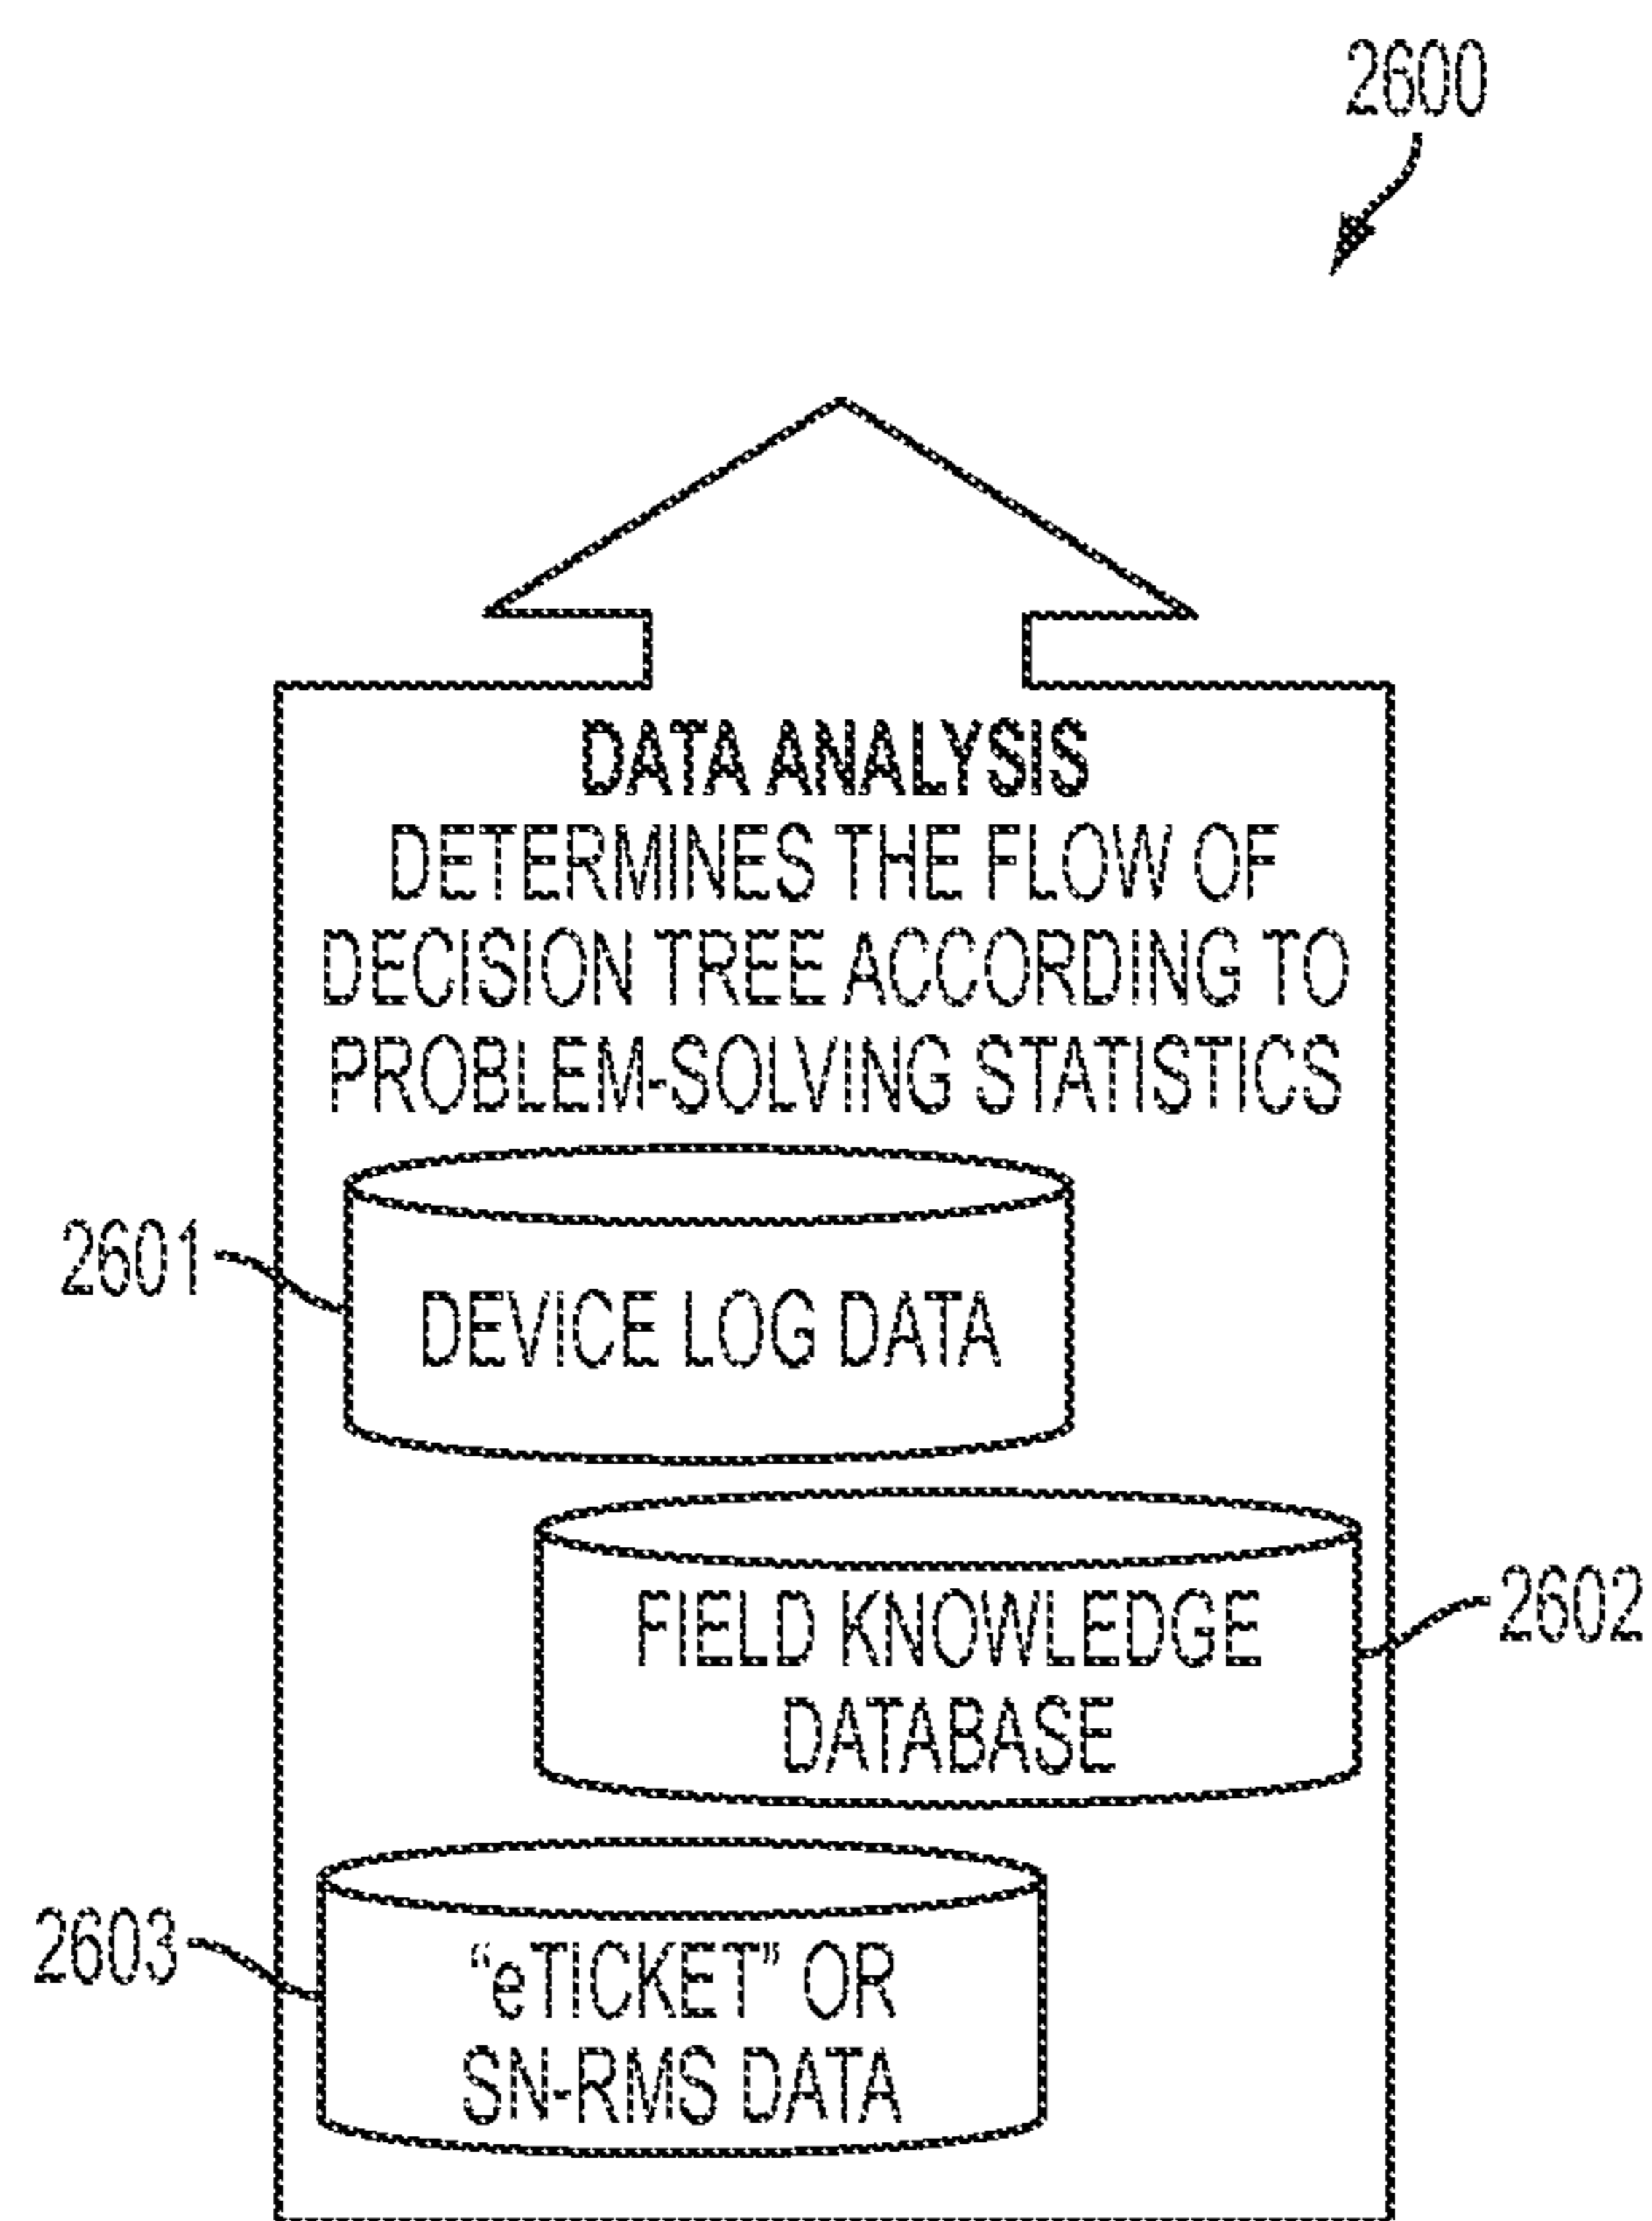 2600
DATA ANALYSIS
DETERMINES THE FLOW OF
DECISION TREE ACCORDING TO
PROBLEM-SOLVING STATISTICS
2601
DEVICE LOG DATA
FIELD KNOWLEDGE
DATABASE
2602
2603
“eTICKET” OR
SN-RMS DATA